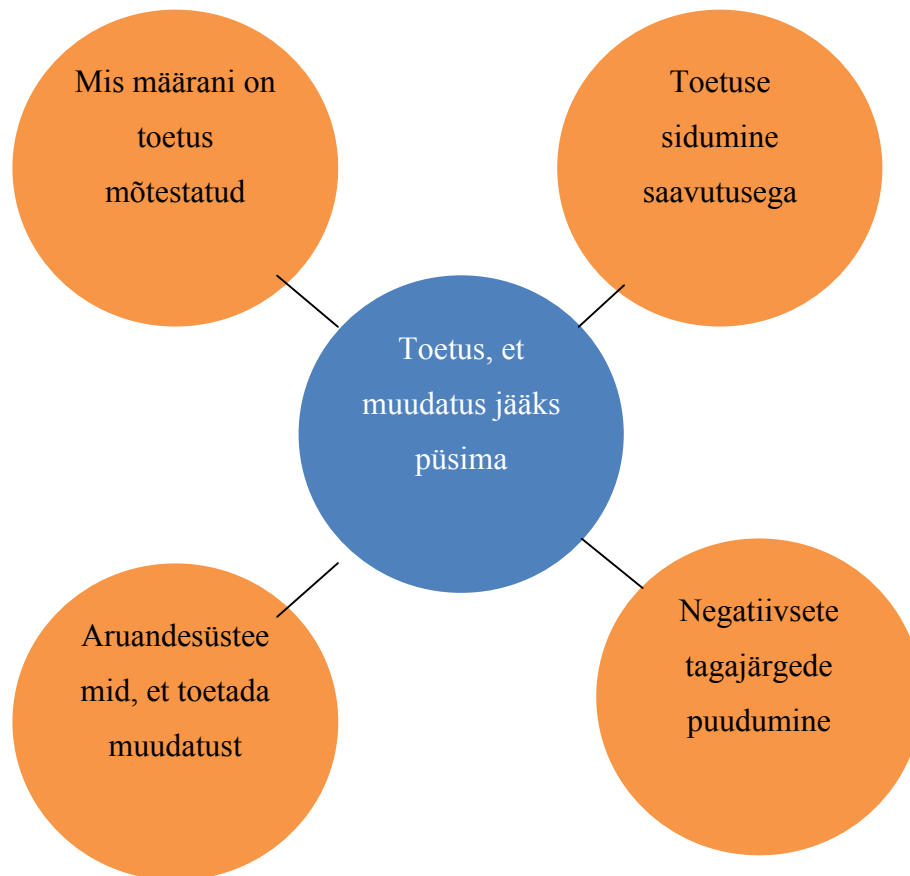 Mis määrani on
toetus
mõtestatud
Toetuse
sidumine
saavutusega
Toetus, et
muudatus jääks
püsima
Aruandesüstee
mid, et toetada
muudatust
Negatiivsete
tagajärgede
puudumine